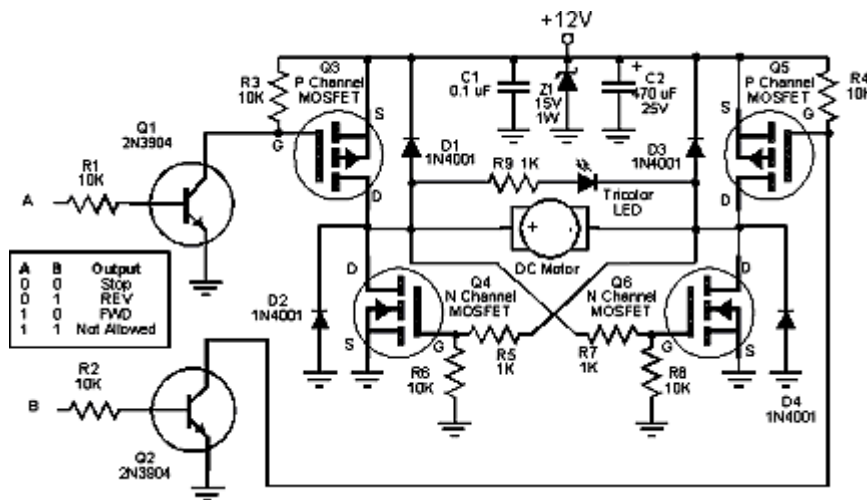 +12V
Q3
P Channel
MOSFET
Q5
P Channel
MOSFET
R3
10K
R4
10K
C1
0.1 uF
Z1
15V
1W
+
C2
470 uF
25V
S
S
G
G
Q1
2N3904
D1
1N4001
D3
1N4001
R9 1K
R1
10K
A
D
D
Tricolor
LED
+
-
DC Motor
A B Output
0 0 Stop
0 1 REV
1 0 FWD
1 1 Not Allowed
D
D
Q4
N Channel
MOSFET
Q6
N Channel
MOSFET
D2
1N4001
S
S
G
G
R5
1K
R7
1K
R2
10K
R6
10K
R8
10K
D4
1N4001
B
Q2
2N3904